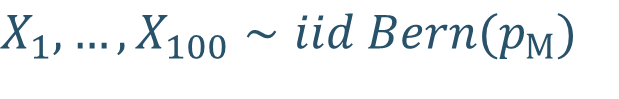 X₁, … , X₁₀₀ ~ iid Bern(p_M)